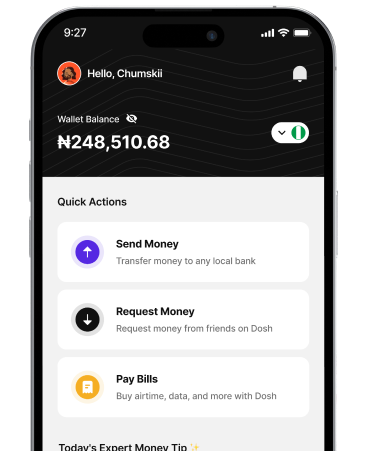 9:27
Hello, Chumskii
Wallet Balance
₦248,510.68
Quick Actions
Send Money
Transfer money to any local bank
Request Money
Request money from friends on Dosh
Pay Bills
Buy airtime, data, and more with Dosh
Today's Expert Money Tip ✨